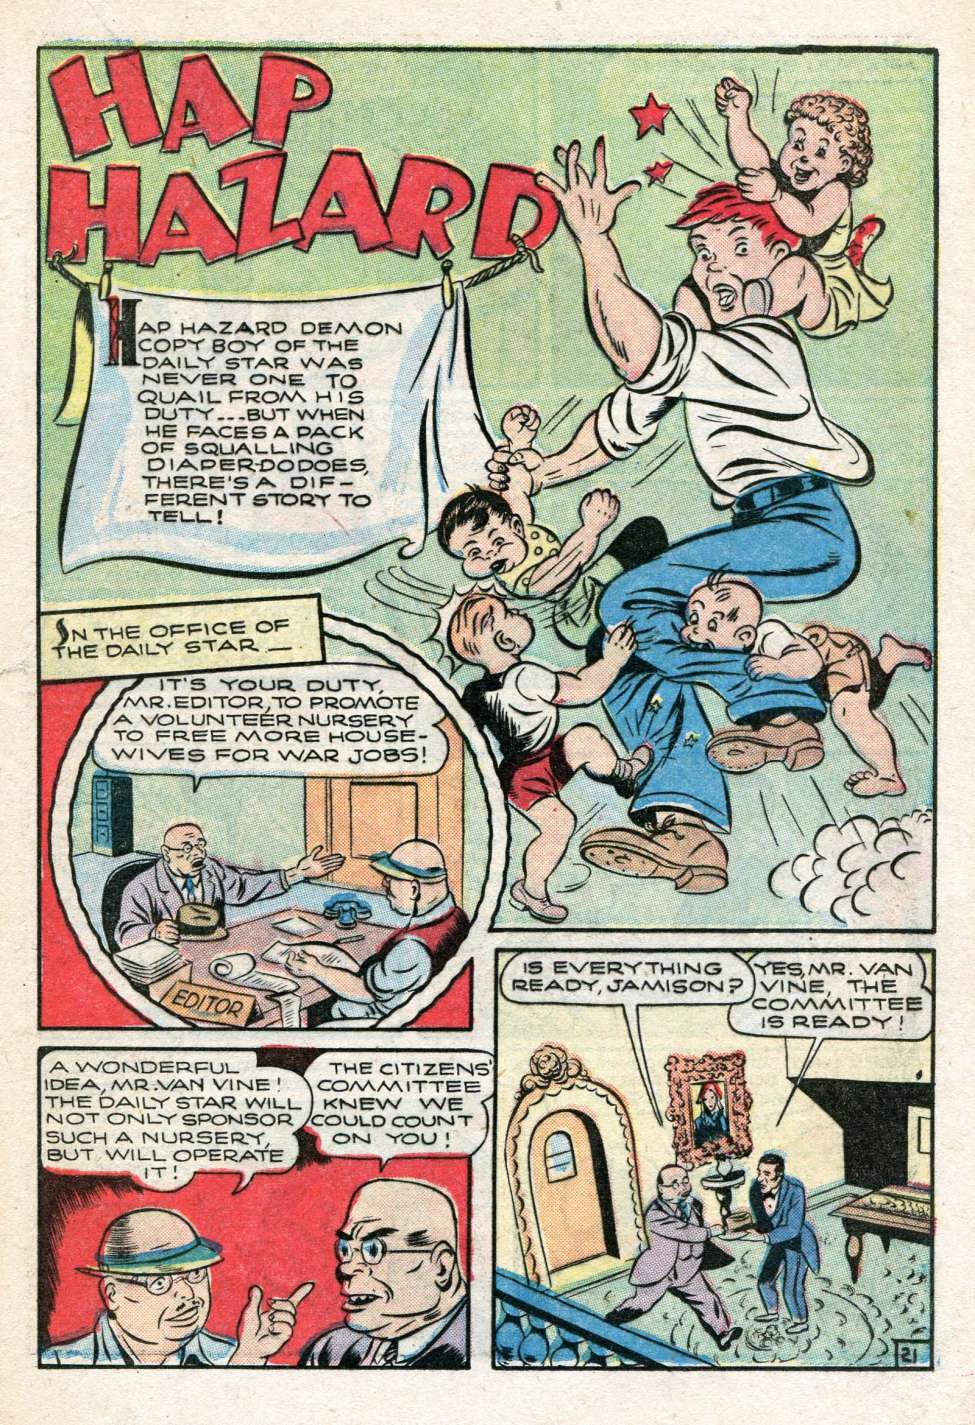 HAP
HAZARD
HAP HAZARD DEMON
COPY BOY OF THE
DAILY STAR WAS
NEVER ONE TO
QUAIL FROM HIS
DUTY___BUT WHEN
HE FACES A PACK
OF SQUALLING
DIAPER-DODOES,
THERE'S A DIF-
FERENT STORY TO
TELL!
IN THE OFFICE OF
THE DAILY STAR —
IT'S YOUR DUTY,
MR. EDITOR, TO PROMOTE
A VOLUNTEER NURSERY
TO FREE MORE HOUSE-
WIVES FOR WAR JOBS!
EDITOR
A WONDERFUL
IDEA, MR. VAN VINE!
THE DAILY STAR WILL
NOT ONLY SPONSOR
SUCH A NURSERY,
BUT WILL OPERATE
IT!
THE CITIZENS'
COMMITTEE
KNEW WE
COULD COUNT
ON YOU!
IS EVERYTHING
READY, JAMISON?
YES, MR. VAN
VINE, THE
COMMITTEE
IS READY!
21